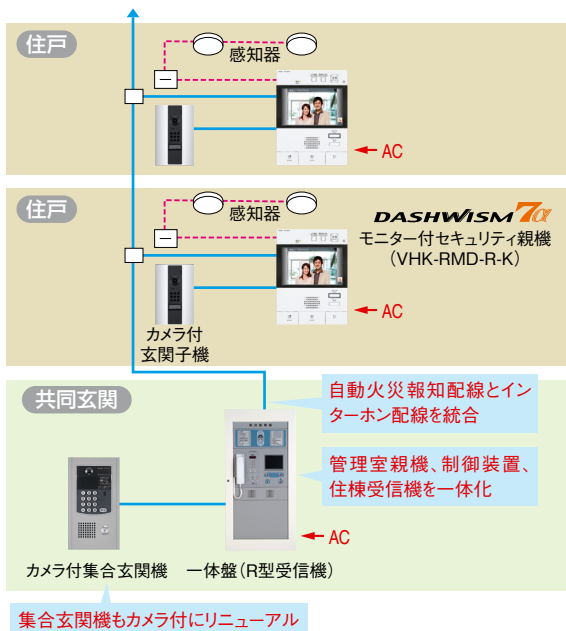 住戸
感知器
AC
住戸
感知器
DASHWISM 7α
モニター付セキュリティ親機
（VHK-RMD-R-K）
AC
カメラ付
玄関子機
共同玄関
自動火災報知配線とイン
ターホン配線を統合
管理室親機、制御装置、
住棟受信機を一体化
AC
カメラ付集合玄関機
一体盤（R型受信機）
集合玄関機もカメラ付にリニューアル